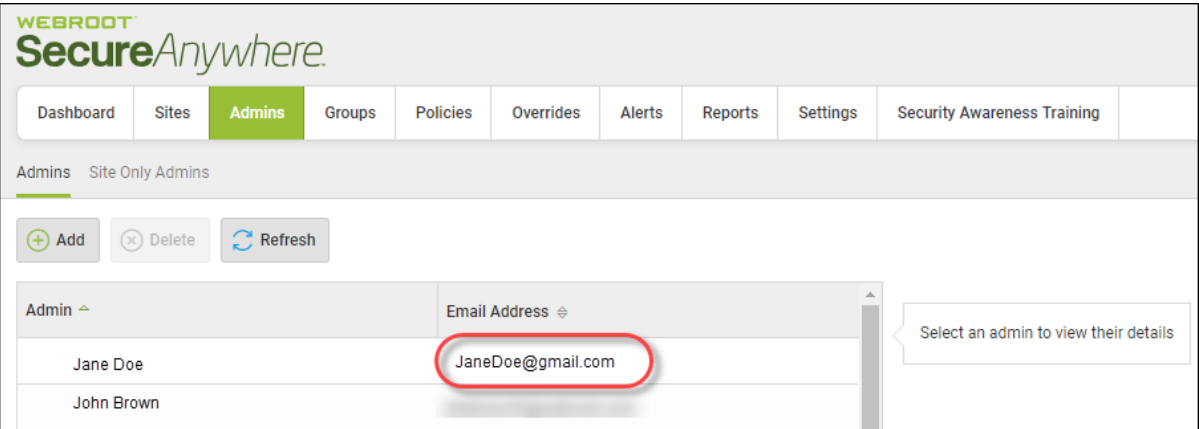 WEBROOT
SecureAnywhere.
Dashboard Sites Admins Groups Policies Overrides Alerts Reports Settings Security Awareness Training
Admins Site Only Admins
Add Delete Refresh
Admin Email Address
Select an admin to view their details
Jane Doe JaneDoe@gmail.com
John Brown